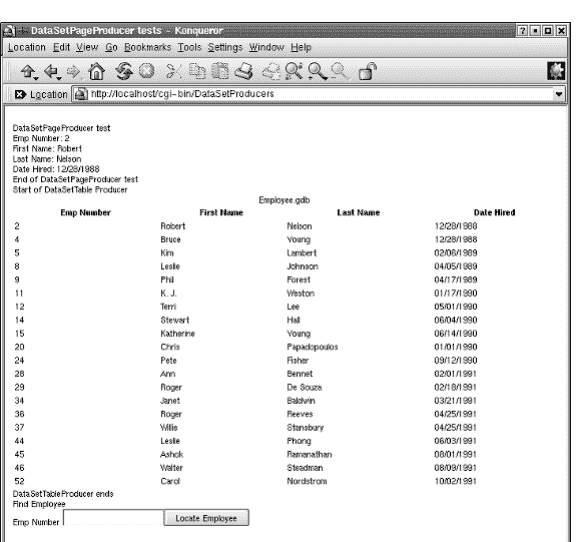 DataSetPageProducer tests - Konqueror
Location Edit View Go Bookmarks Tools Settings Window Help
Location http://localhost/cgi-bin/DataSetProducers
DataSetPageProducer test
Emp Number: 2
First Name: Robert
Last Name: Nelson
Date Hired: 12/28/1988
End of DataSetPageProducer test
Start of DataSetTable Producer
Employee.gdb
Emp Number First Name Last Name Date Hired
2 Robert Nelson 12/28/1988
4 Bruce Young 12/28/1988
5 Kim Lambert 02/06/1989
8 Leslie Johnson 04/05/1989
9 Phil Forest 04/17/1989
11 K. J. Weston 01/17/1990
12 Terri Lee 05/01/1990
14 Stewart Hall 06/04/1990
15 Katherine Young 06/14/1990
20 Chris Papadopoulos 01/01/1990
24 Pete Fisher 09/12/1990
28 Ann Bennet 02/01/1991
29 Roger De Souza 02/18/1991
34 Janet Baldwin 03/21/1991
36 Roger Reeves 04/25/1991
37 Willie Stansbury 04/25/1991
44 Leslie Phong 06/03/1991
45 Ashok Ramanathan 08/01/1991
46 Walter Steadman 08/09/1991
52 Carol Nordstrom 10/02/1991
DataSetTableProducer ends
Find Employee
Emp Number Locate Employee